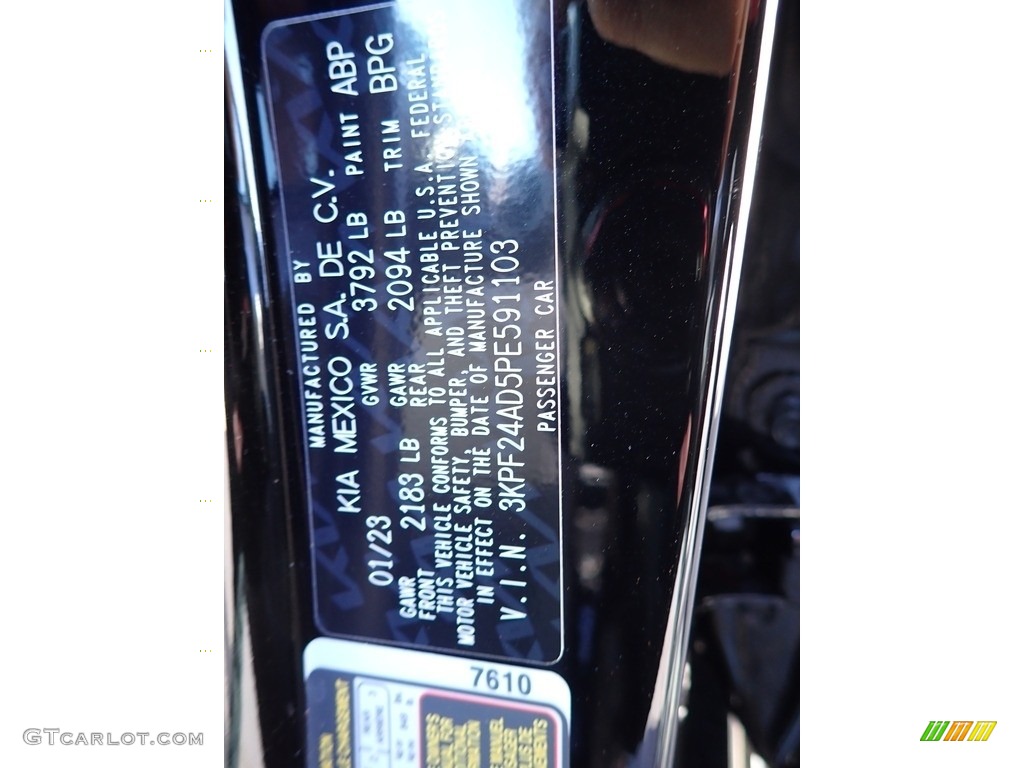 MANUFACTURED BY
KIA MEXICO S.A. DE C.V.
01/23 GVWR 3792 LB PAINT ABP
GAWR FRONT 2183 LB GAWR REAR 2094 LB TRIM BPG
THIS VEHICLE CONFORMS TO ALL APPLICABLE U.S.A. FEDERAL
MOTOR VEHICLE SAFETY, BUMPER, AND THEFT PREVENTION STANDARDS
IN EFFECT ON THE DATE OF MANUFACTURE SHOWN
V.I.N. 3KPF24AD5PE591103
PASSENGER CAR
7610
GTCarLot.com